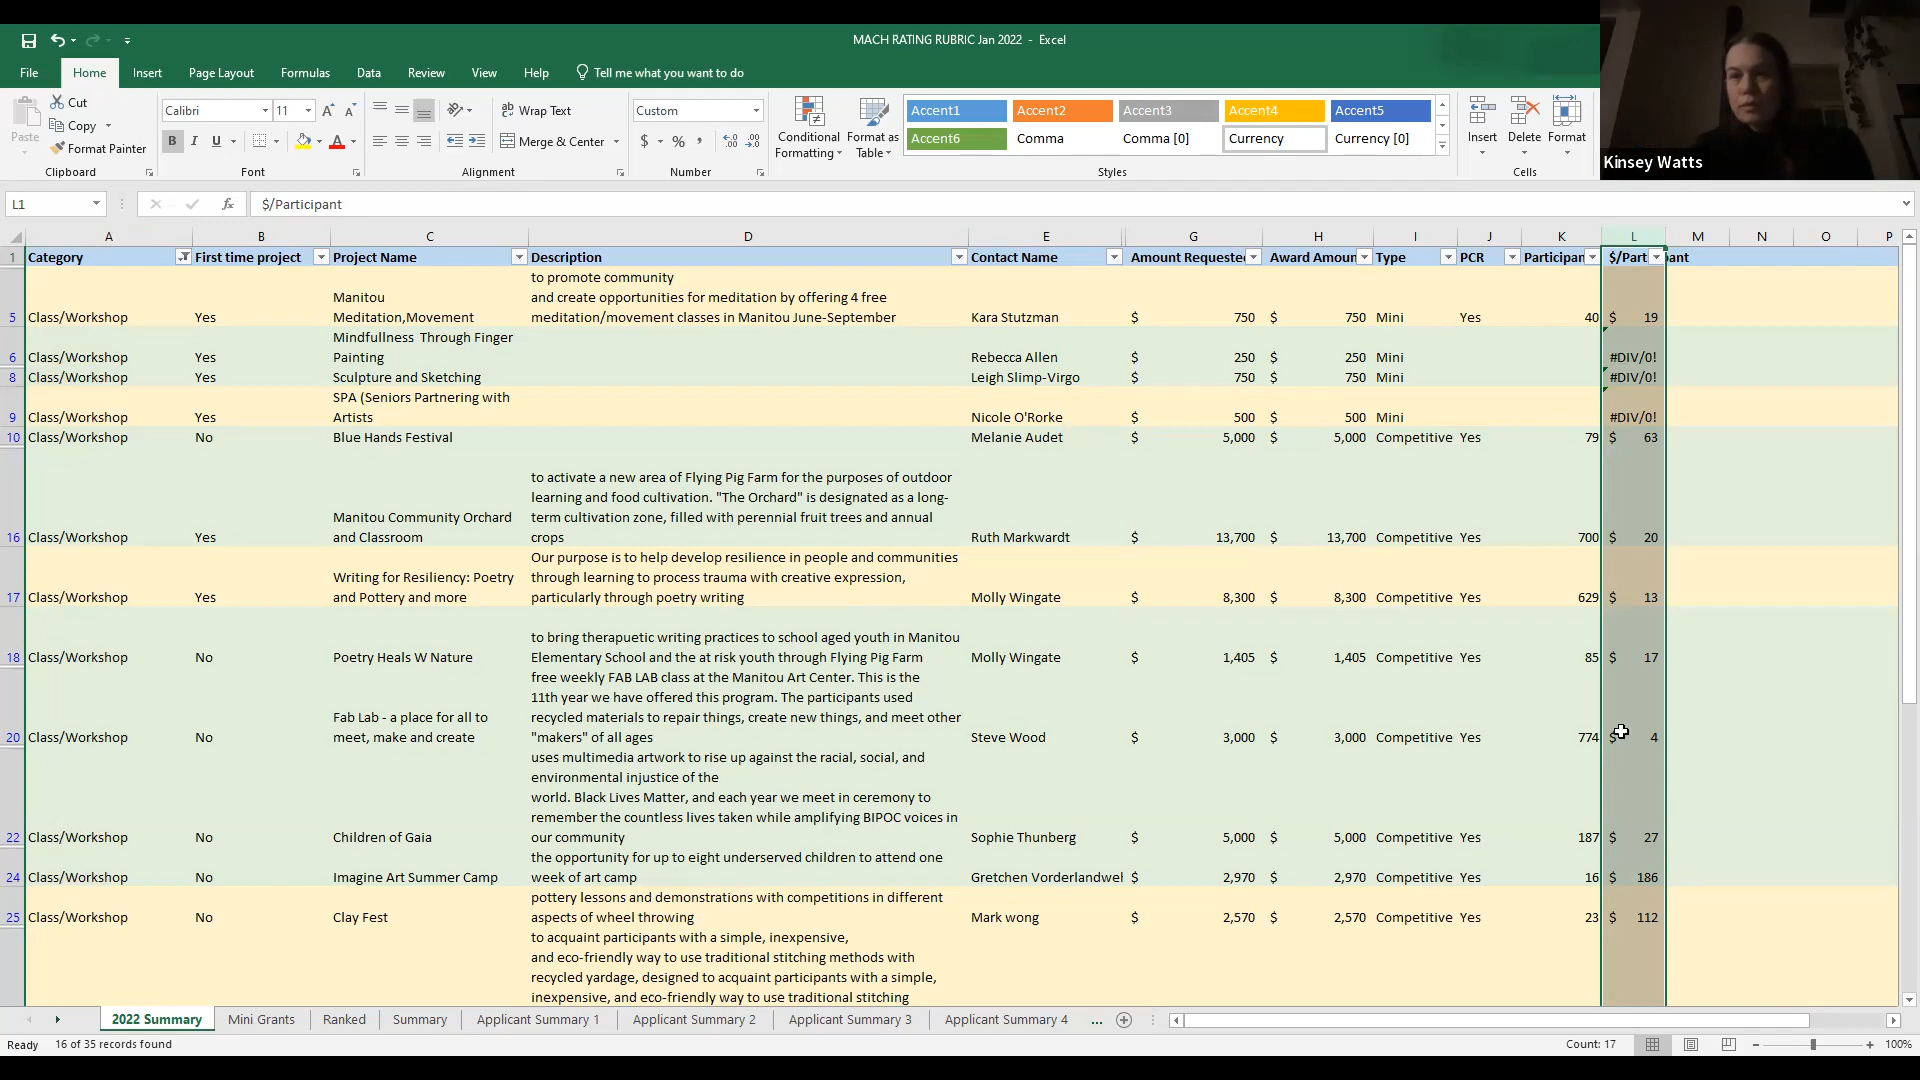 MACH RATING RUBRIC Jan 2022 - Excel
File Home Insert Page Layout Formulas Data Review View Help Tell me what you want to do
Paste Cut Copy Format Painter Clipboard
Calibri 11 B I U Font
Wrap Text Merge & Center Alignment
Custom $ % , Number
Conditional Formatting Format as Table
Accent1 Accent2 Accent3 Accent4 Accent5
Accent6 Comma Comma [0] Currency Currency [0]
Styles
Insert Delete Format Cells
Kinsey Watts
L1 fx $/Participant
A B C D E G H I J K L M N O P
1 Category First time project Project Name Description Contact Name Amount Requeste Award Amoun Type PCR Participan $/Part pant
to promote community
Manitou and create opportunities for meditation by offering 4 free
5 Class/Workshop Yes Meditation,Movement meditation/movement classes in Manitou June-September Kara Stutzman $ 750 $ 750 Mini Yes 40 $ 19
Mindfullness Through Finger
6 Class/Workshop Yes Painting Rebecca Allen $ 250 $ 250 Mini #DIV/0!
8 Class/Workshop Yes Sculpture and Sketching Leigh Slimp-Virgo $ 750 $ 750 Mini #DIV/0!
SPA (Seniors Partnering with
9 Class/Workshop Yes Artists Nicole O'Rorke $ 500 $ 500 Mini #DIV/0!
10 Class/Workshop No Blue Hands Festival Melanie Audet $ 5,000 $ 5,000 Competitive Yes 79 $ 63
to activate a new area of Flying Pig Farm for the purposes of outdoor
learning and food cultivation. "The Orchard" is designated as a long-
Manitou Community Orchard term cultivation zone, filled with perennial fruit trees and annual
16 Class/Workshop Yes and Classroom crops Ruth Markwardt $ 13,700 $ 13,700 Competitive Yes 700 $ 20
Our purpose is to help develop resilience in people and communities
Writing for Resiliency: Poetry through learning to process trauma with creative expression,
17 Class/Workshop Yes and Pottery and more particularly through poetry writing Molly Wingate $ 8,300 $ 8,300 Competitive Yes 629 $ 13
to bring therapuetic writing practices to school aged youth in Manitou
18 Class/Workshop No Poetry Heals W Nature Elementary School and the at risk youth through Flying Pig Farm Molly Wingate $ 1,405 $ 1,405 Competitive Yes 85 $ 17
free weekly FAB LAB class at the Manitou Art Center. This is the
11th year we have offered this program. The participants used
Fab Lab - a place for all to recycled materials to repair things, create new things, and meet other
20 Class/Workshop No meet, make and create "makers" of all ages Steve Wood $ 3,000 $ 3,000 Competitive Yes 774 $ 4
uses multimedia artwork to rise up against the racial, social, and
environmental injustice of the
world. Black Lives Matter, and each year we meet in ceremony to
remember the countless lives taken while amplifying BIPOC voices in
22 Class/Workshop No Children of Gaia our community Sophie Thunberg $ 5,000 $ 5,000 Competitive Yes 187 $ 27
the opportunity for up to eight underserved children to attend one
24 Class/Workshop No Imagine Art Summer Camp week of art camp Gretchen Vorderlandwel $ 2,970 $ 2,970 Competitive Yes 16 $ 186
pottery lessons and demonstrations with competitions in different
25 Class/Workshop No Clay Fest aspects of wheel throwing Mark wong $ 2,570 $ 2,570 Competitive Yes 23 $ 112
to acquaint participants with a simple, inexpensive,
and eco-friendly way to use traditional stitching methods with
recycled yardage, designed to acquaint participants with a simple,
inexpensive, and eco-friendly way to use traditional stitching
2022 Summary Mini Grants Ranked Summary Applicant Summary 1 Applicant Summary 2 Applicant Summary 3 Applicant Summary 4 ...
Ready 16 of 35 records found Count: 17 100%